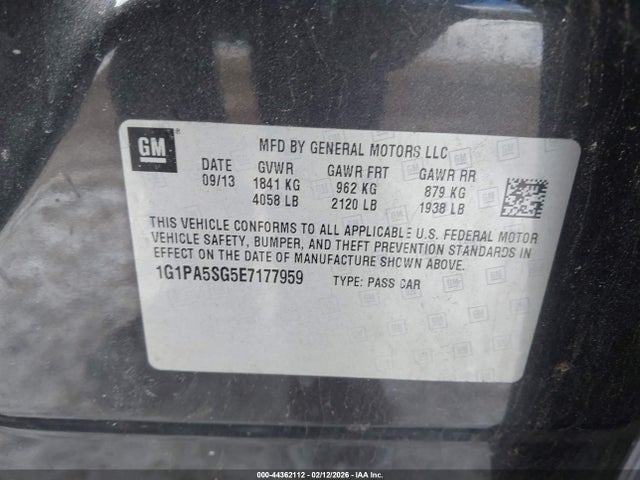 GM
MFD BY GENERAL MOTORS LLC
DATE GVWR GAWR FRT GAWR RR
09/13 1841 KG 962 KG 879 KG
4058 LB 2120 LB 1938 LB
THIS VEHICLE CONFORMS TO ALL APPLICABLE U.S. FEDERAL MOTOR
VEHICLE SAFETY, BUMPER, AND THEFT PREVENTION STANDARDS
IN EFFECT ON THE DATE OF MANUFACTURE SHOWN ABOVE.
1G1PA5SG5E7177959 TYPE: PASS CAR
000-44362112 - 02/12/2026 - IAA Inc.